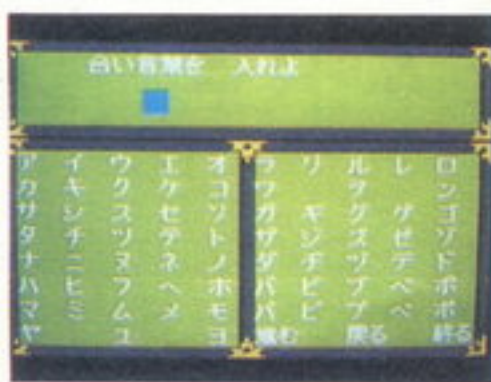 合い言葉を 入れよ
ア イ ウ エ オ ラ リ ル レ ロ
カ キ ク ケ コ ワ ヲ ン
サ シ ス セ ソ ガ ギ グ ゲ ゴ
タ チ ツ テ ト ザ ジ ズ ゼ ゾ
ナ ニ ヌ ネ ノ ダ ヂ ヅ デ ド
ハ ヒ フ ヘ ホ バ ビ ブ ベ ボ
マ ミ ム メ モ パ ピ プ ペ ポ
ヤ ユ ヨ 進む 戻る 終る